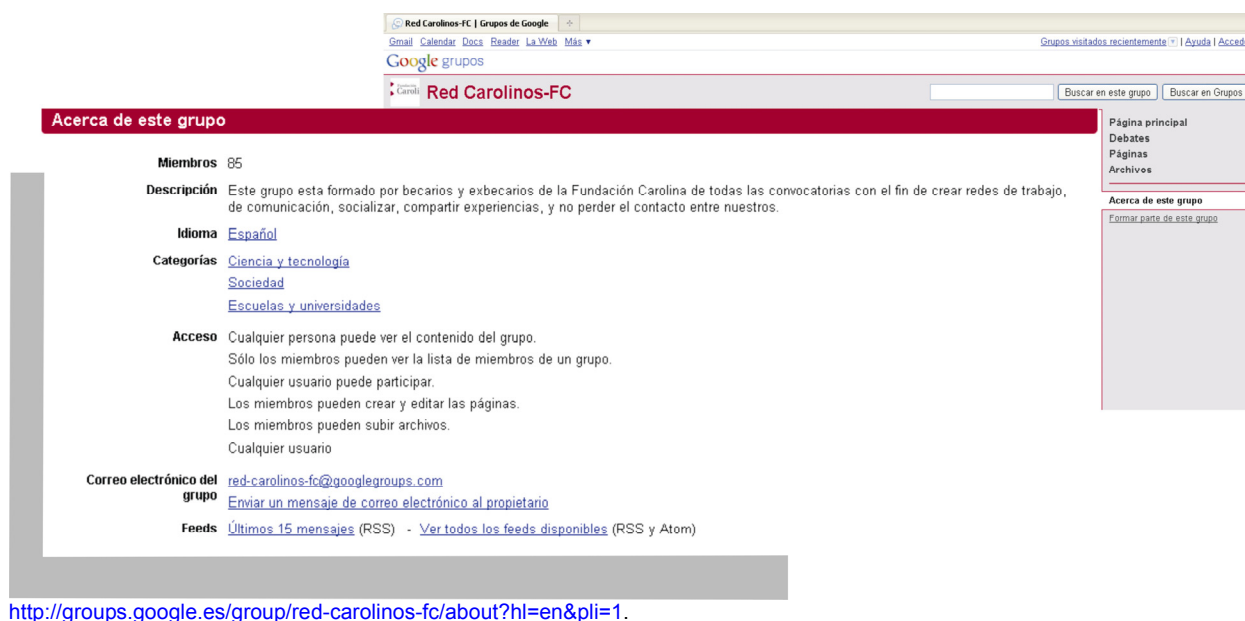 Red Carolinos-FC | Grupos de Google
Gmail Calendar Docs Reader La Web Más ▼
Grupos visitados recientemente | Ayuda | Acced
Google grupos
Red Carolinos-FC
Buscar en este grupo Buscar en Grupos
Acerca de este grupo
Página principal
Debates
Páginas
Archivos
Acerca de este grupo
Formar parte de este grupo
Miembros 85
Descripción Este grupo esta formado por becarios y exbecarios de la Fundación Carolina de todas las convocatorias con el fin de crear redes de trabajo,
de comunicación, socializar, compartir experiencias, y no perder el contacto entre nuestros.
Idioma Español
Categorías Ciencia y tecnología
Sociedad
Escuelas y universidades
Acceso Cualquier persona puede ver el contenido del grupo.
Sólo los miembros pueden ver la lista de miembros de un grupo.
Cualquier usuario puede participar.
Los miembros pueden crear y editar las páginas.
Los miembros pueden subir archivos.
Cualquier usuario
Correo electrónico del grupo red-carolinos-fc@googlegroups.com
Enviar un mensaje de correo electrónico al propietario
Feeds Últimos 15 mensajes (RSS) - Ver todos los feeds disponibles (RSS y Atom)
http://groups.google.es/group/red-carolinos-fc/about?hl=en&pli=1.